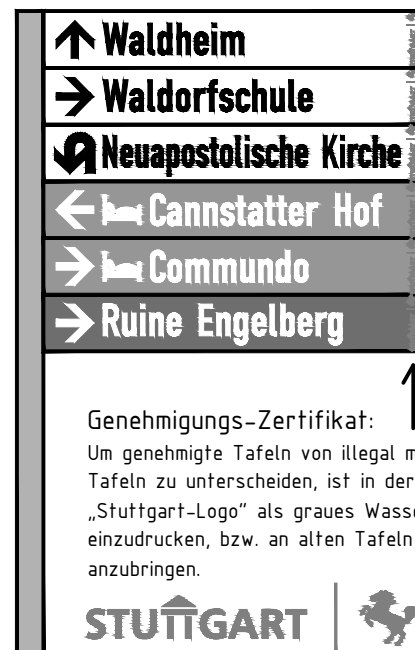 Waldheim
Waldorfschule
Neuapostolische Kirche
Cannstatter Hof
Commundo
Ruine Engelberg
Genehmigungs-Zertifikat:
Um genehmigte Tafeln von illegal m
Tafeln zu unterscheiden, ist in der
„Stuttgart-Logo" als graues Wasse
einzudrucken, bzw. an alten Tafeln
anzubringen.
STUTTGART